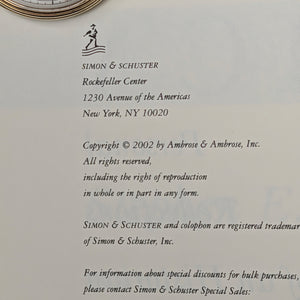 SIMON & SCHUSTER
Rockefeller Center
1230 Avenue of the Americas
New York, NY 10020
Copyright © 2002 by Ambrose & Ambrose, Inc.
All rights reserved,
including the right of reproduction
in whole or in part in any form.
SIMON & SCHUSTER and colophon are registered trademar
of Simon & Schuster, Inc.
For information about special discounts for bulk purchases,
please contact Simon & Schuster Special Sales: